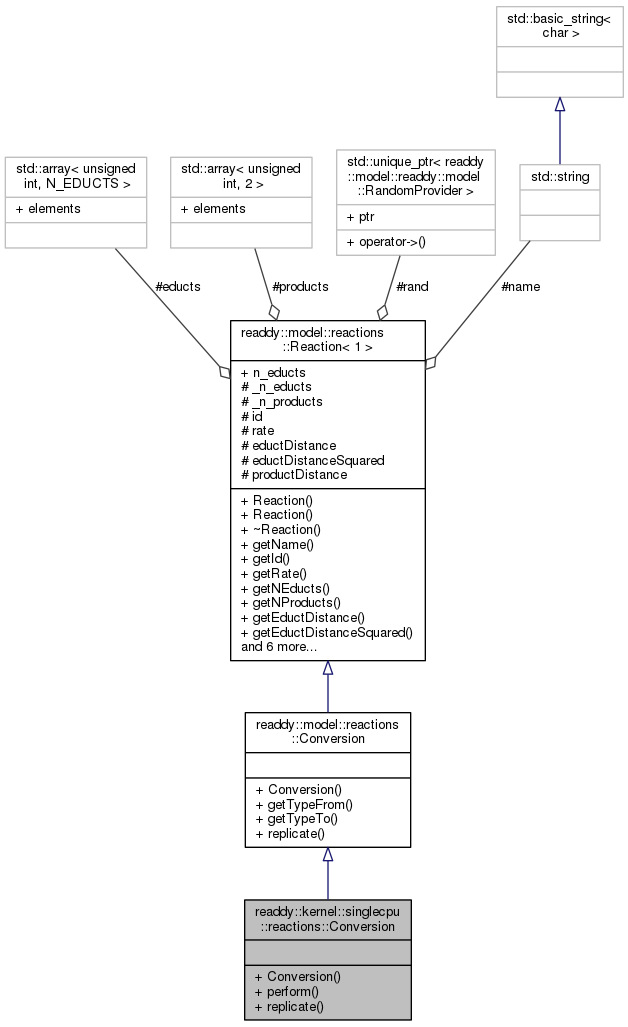 std::basic_string<
char >
std::array< unsigned
int, N_EDUCTS >
+ elements
std::array< unsigned
int, 2 >
+ elements
std::unique_ptr< readdy
::model::readdy::model
::RandomProvider >
+ ptr
+ operator->()
std::string
#educts
#products
#rand
#name
readdy::model::reactions
::Reaction< 1 >
+ n_educts
# _n_educts
# _n_products
# id
# rate
# eductDistance
# eductDistanceSquared
# productDistance
+ Reaction()
+ Reaction()
+ ~Reaction()
+ getName()
+ getId()
+ getRate()
+ getNEducts()
+ getNProducts()
+ getEductDistance()
+ getEductDistanceSquared()
and 6 more...
readdy::model::reactions
::Conversion
+ Conversion()
+ getTypeFrom()
+ getTypeTo()
+ replicate()
readdy::kernel::singlecpu
::reactions::Conversion
+ Conversion()
+ perform()
+ replicate()